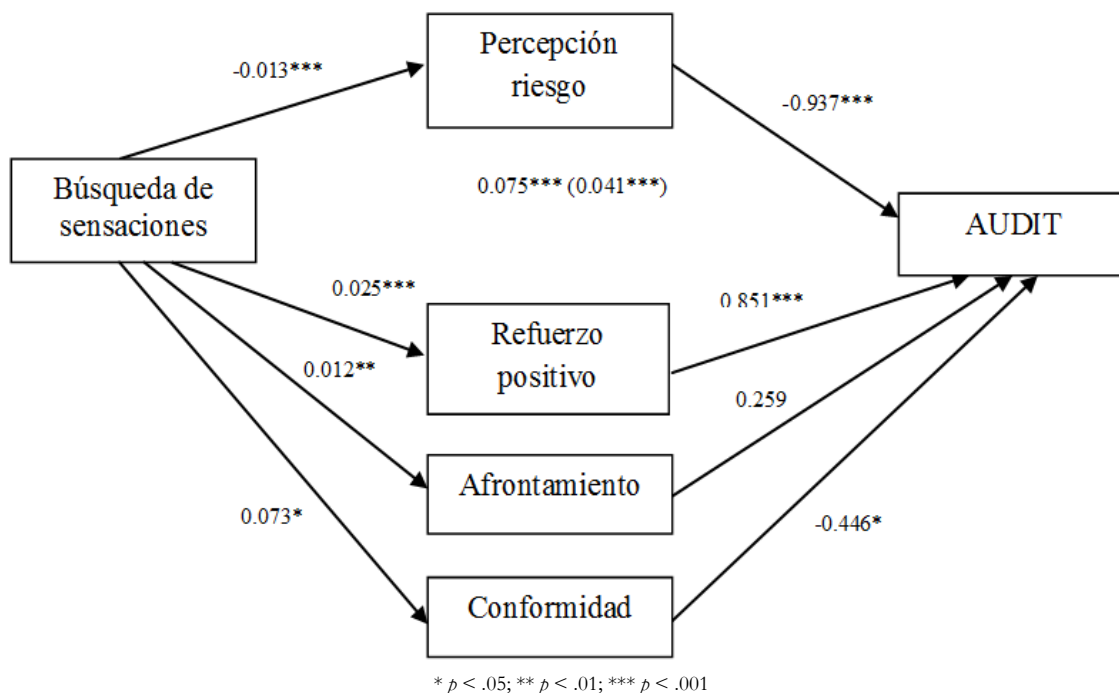 Percepción
riesgo
-0.013***
-0.937***
Búsqueda de
sensaciones
0.075*** (0.041***)
AUDIT
0.025***
0.851***
Refuerzo
positivo
0.012**
0.259
Afrontamiento
0.073*
-0.446*
Conformidad
* p < .05; ** p < .01; *** p < .001